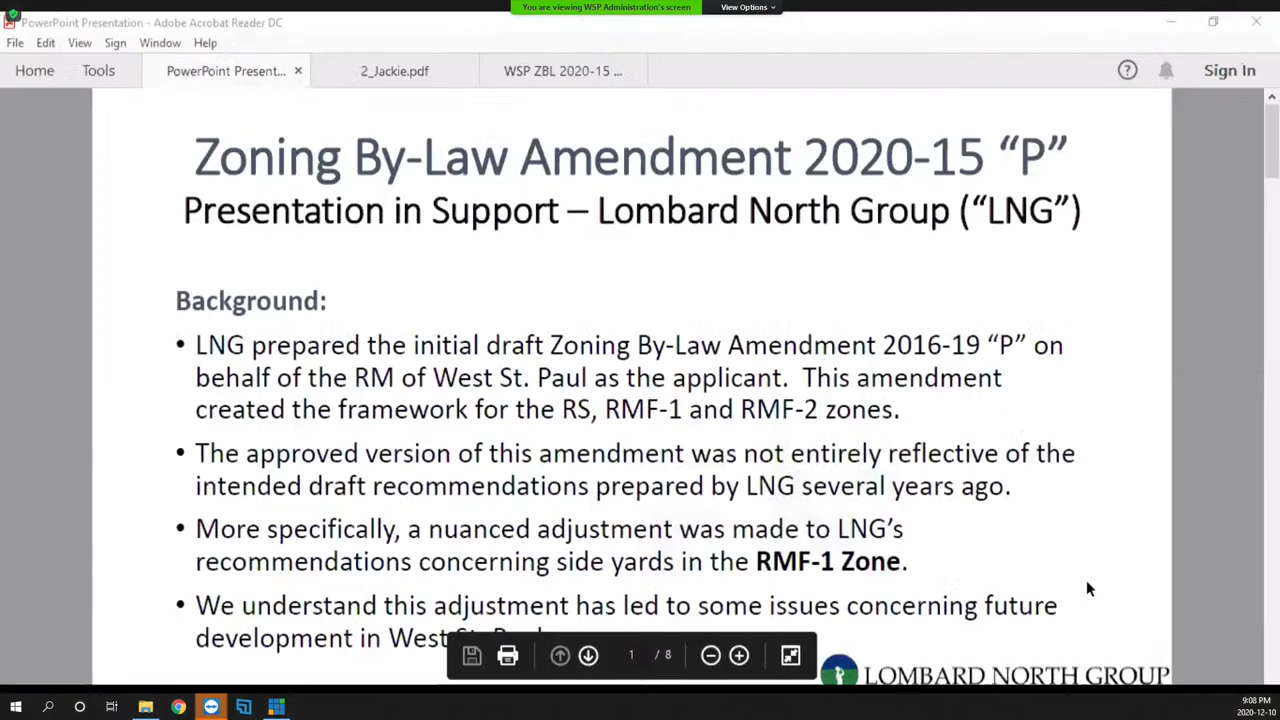 You are viewing WSP Administration's screen
View Options
PowerPoint Presentation - Adobe Acrobat Reader DC
File Edit View Sign Window Help
Home Tools PowerPoint Present... × 2_Jackie.pdf WSP ZBL 2020-15 ... Sign In
Zoning By-Law Amendment 2020-15 “P”
Presentation in Support – Lombard North Group (“LNG”)
Background:
• LNG prepared the initial draft Zoning By-Law Amendment 2016-19 “P” on
behalf of the RM of West St. Paul as the applicant. This amendment
created the framework for the RS, RMF-1 and RMF-2 zones.
• The approved version of this amendment was not entirely reflective of the
intended draft recommendations prepared by LNG several years ago.
• More specifically, a nuanced adjustment was made to LNG’s
recommendations concerning side yards in the RMF-1 Zone.
• We understand this adjustment has led to some issues concerning future
development in West St.
1 / 8
LOMBARD NORTH GROUP
9:08 PM
2020-12-10